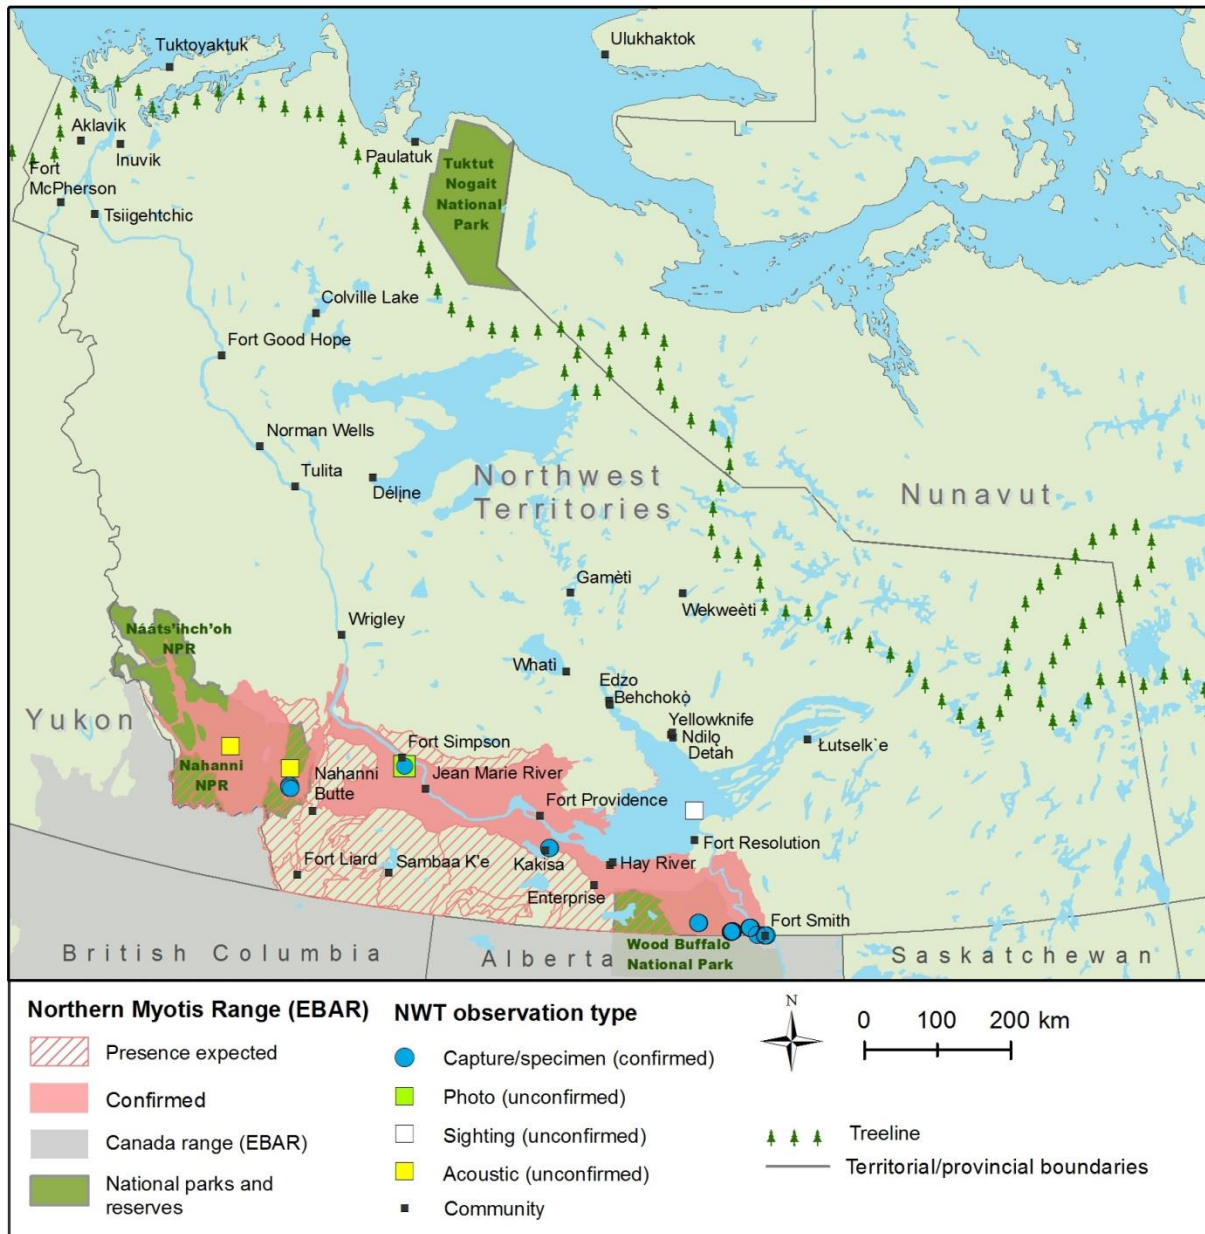 Ulukhaktok
Tuktoyaktuk
Aklavik
Inuvik
Fort
McPherson
Tsiigehtchic
Paulatuk
Tuktut
Nogait
National
Park
Colville Lake
Fort Good Hope
Norman Wells
Tulita
Délı̨ne
Northwest
Territories
Nunavut
Gamètì
Wekweètì
Wrigley
Nááts'ihch'oh
NPR
Whatì
Edzo
Behchokǫ̀
Yukon
Yellowknife
Ndilǫ
Detah
Łutselk`e
Fort Simpson
Nahanni
NPR
Nahanni
Butte
Jean Marie River
Fort Providence
Fort Resolution
Fort Liard
Sambaa K'e
Kakisa
Hay River
Enterprise
Fort Smith
British Columbia
Alberta
Wood Buffalo
National Park
Saskatchewan
Northern Myotis Range (EBAR)
Presence expected
Confirmed
Canada range (EBAR)
National parks and
reserves
NWT observation type
Capture/specimen (confirmed)
Photo (unconfirmed)
Sighting (unconfirmed)
Acoustic (unconfirmed)
Community
N
0 100 200 km
Treeline
Territorial/provincial boundaries